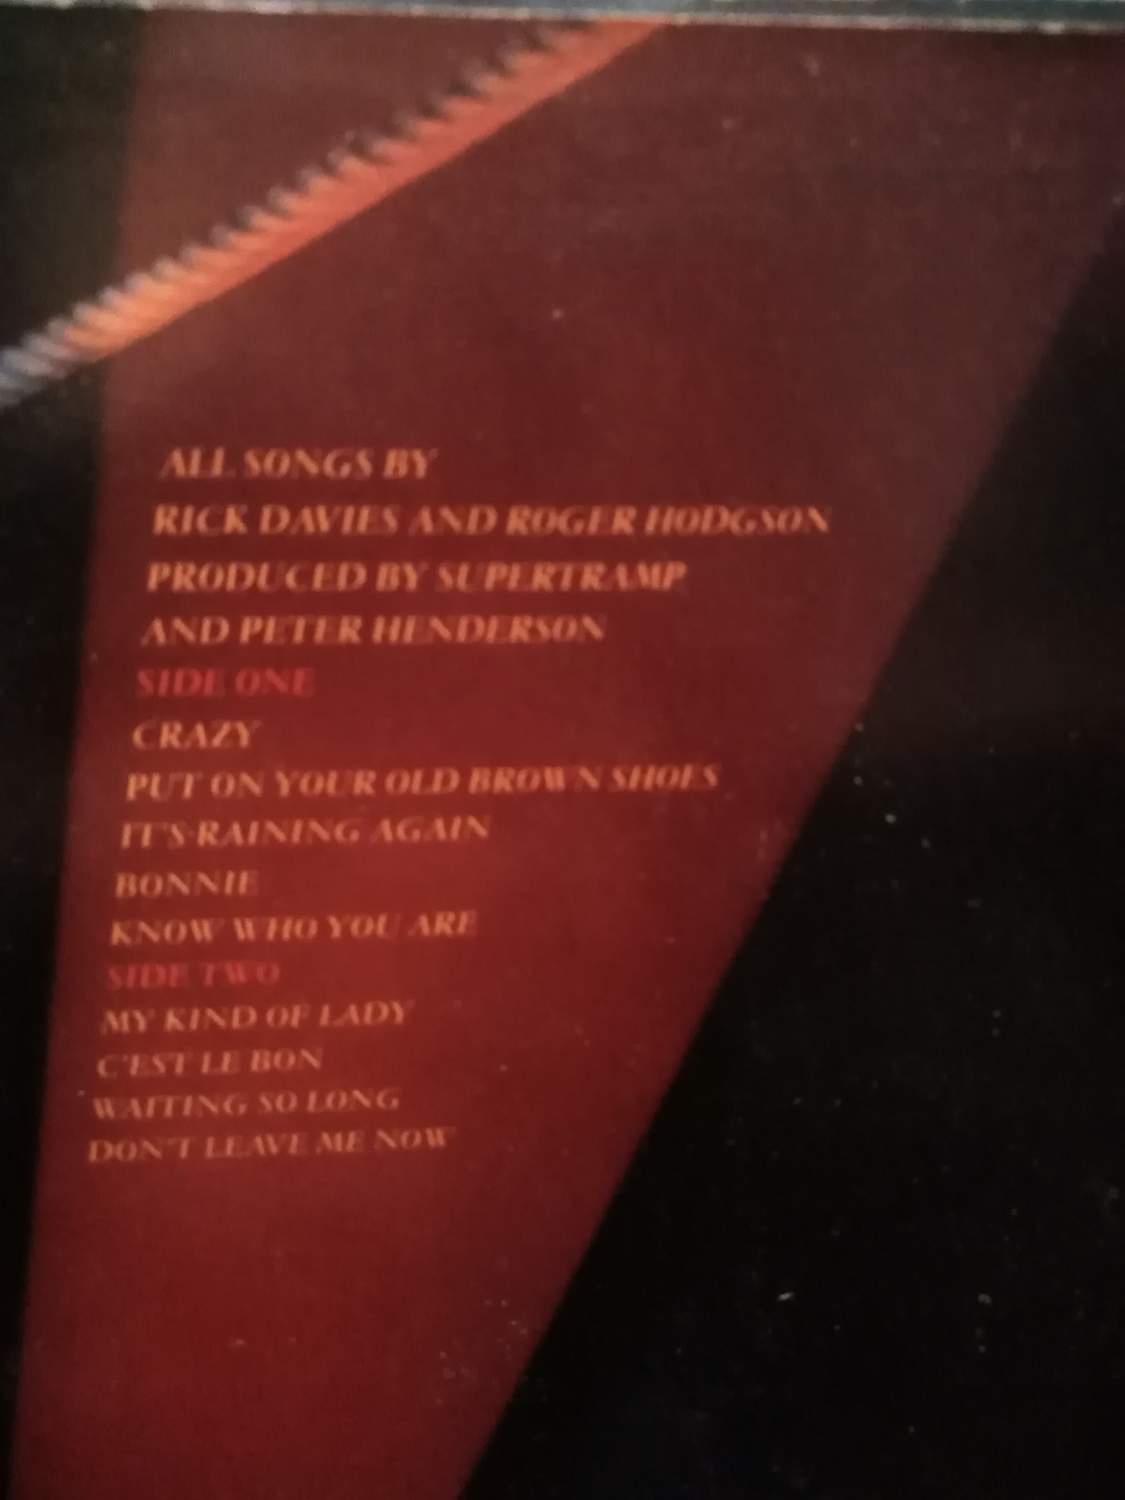 ALL SONGS BY
RICK DAVIES AND ROGER HODGSON
PRODUCED BY SUPERTRAMP
AND PETER HENDERSON
SIDE ONE
CRAZY
PUT ON YOUR OLD BROWN SHOES
IT'S RAINING AGAIN
BONNIE
KNOW WHO YOU ARE
SIDE TWO
MY KIND OF LADY
C'EST LE BON
WAITING SO LONG
DON'T LEAVE ME NOW